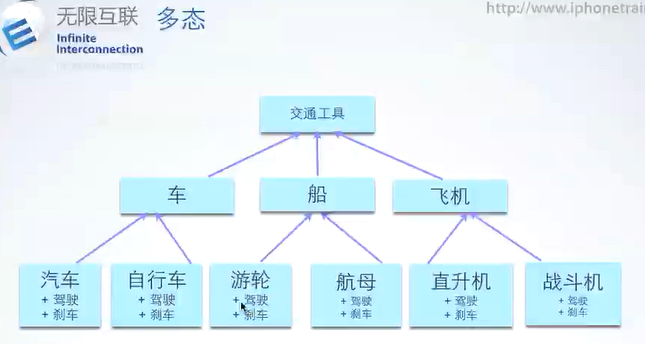 无限互联
多态
Infinite
Interconnection
http://www.iphonetrai
交通工具
车
船
飞机
汽车
+ 驾驶
+ 刹车
自行车
+ 驾驶
+ 刹车
游轮
+ 驾驶
+ 刹车
航母
+ 驾驶
+ 刹车
直升机
+ 驾驶
+ 刹车
战斗机
+ 驾驶
+ 刹车